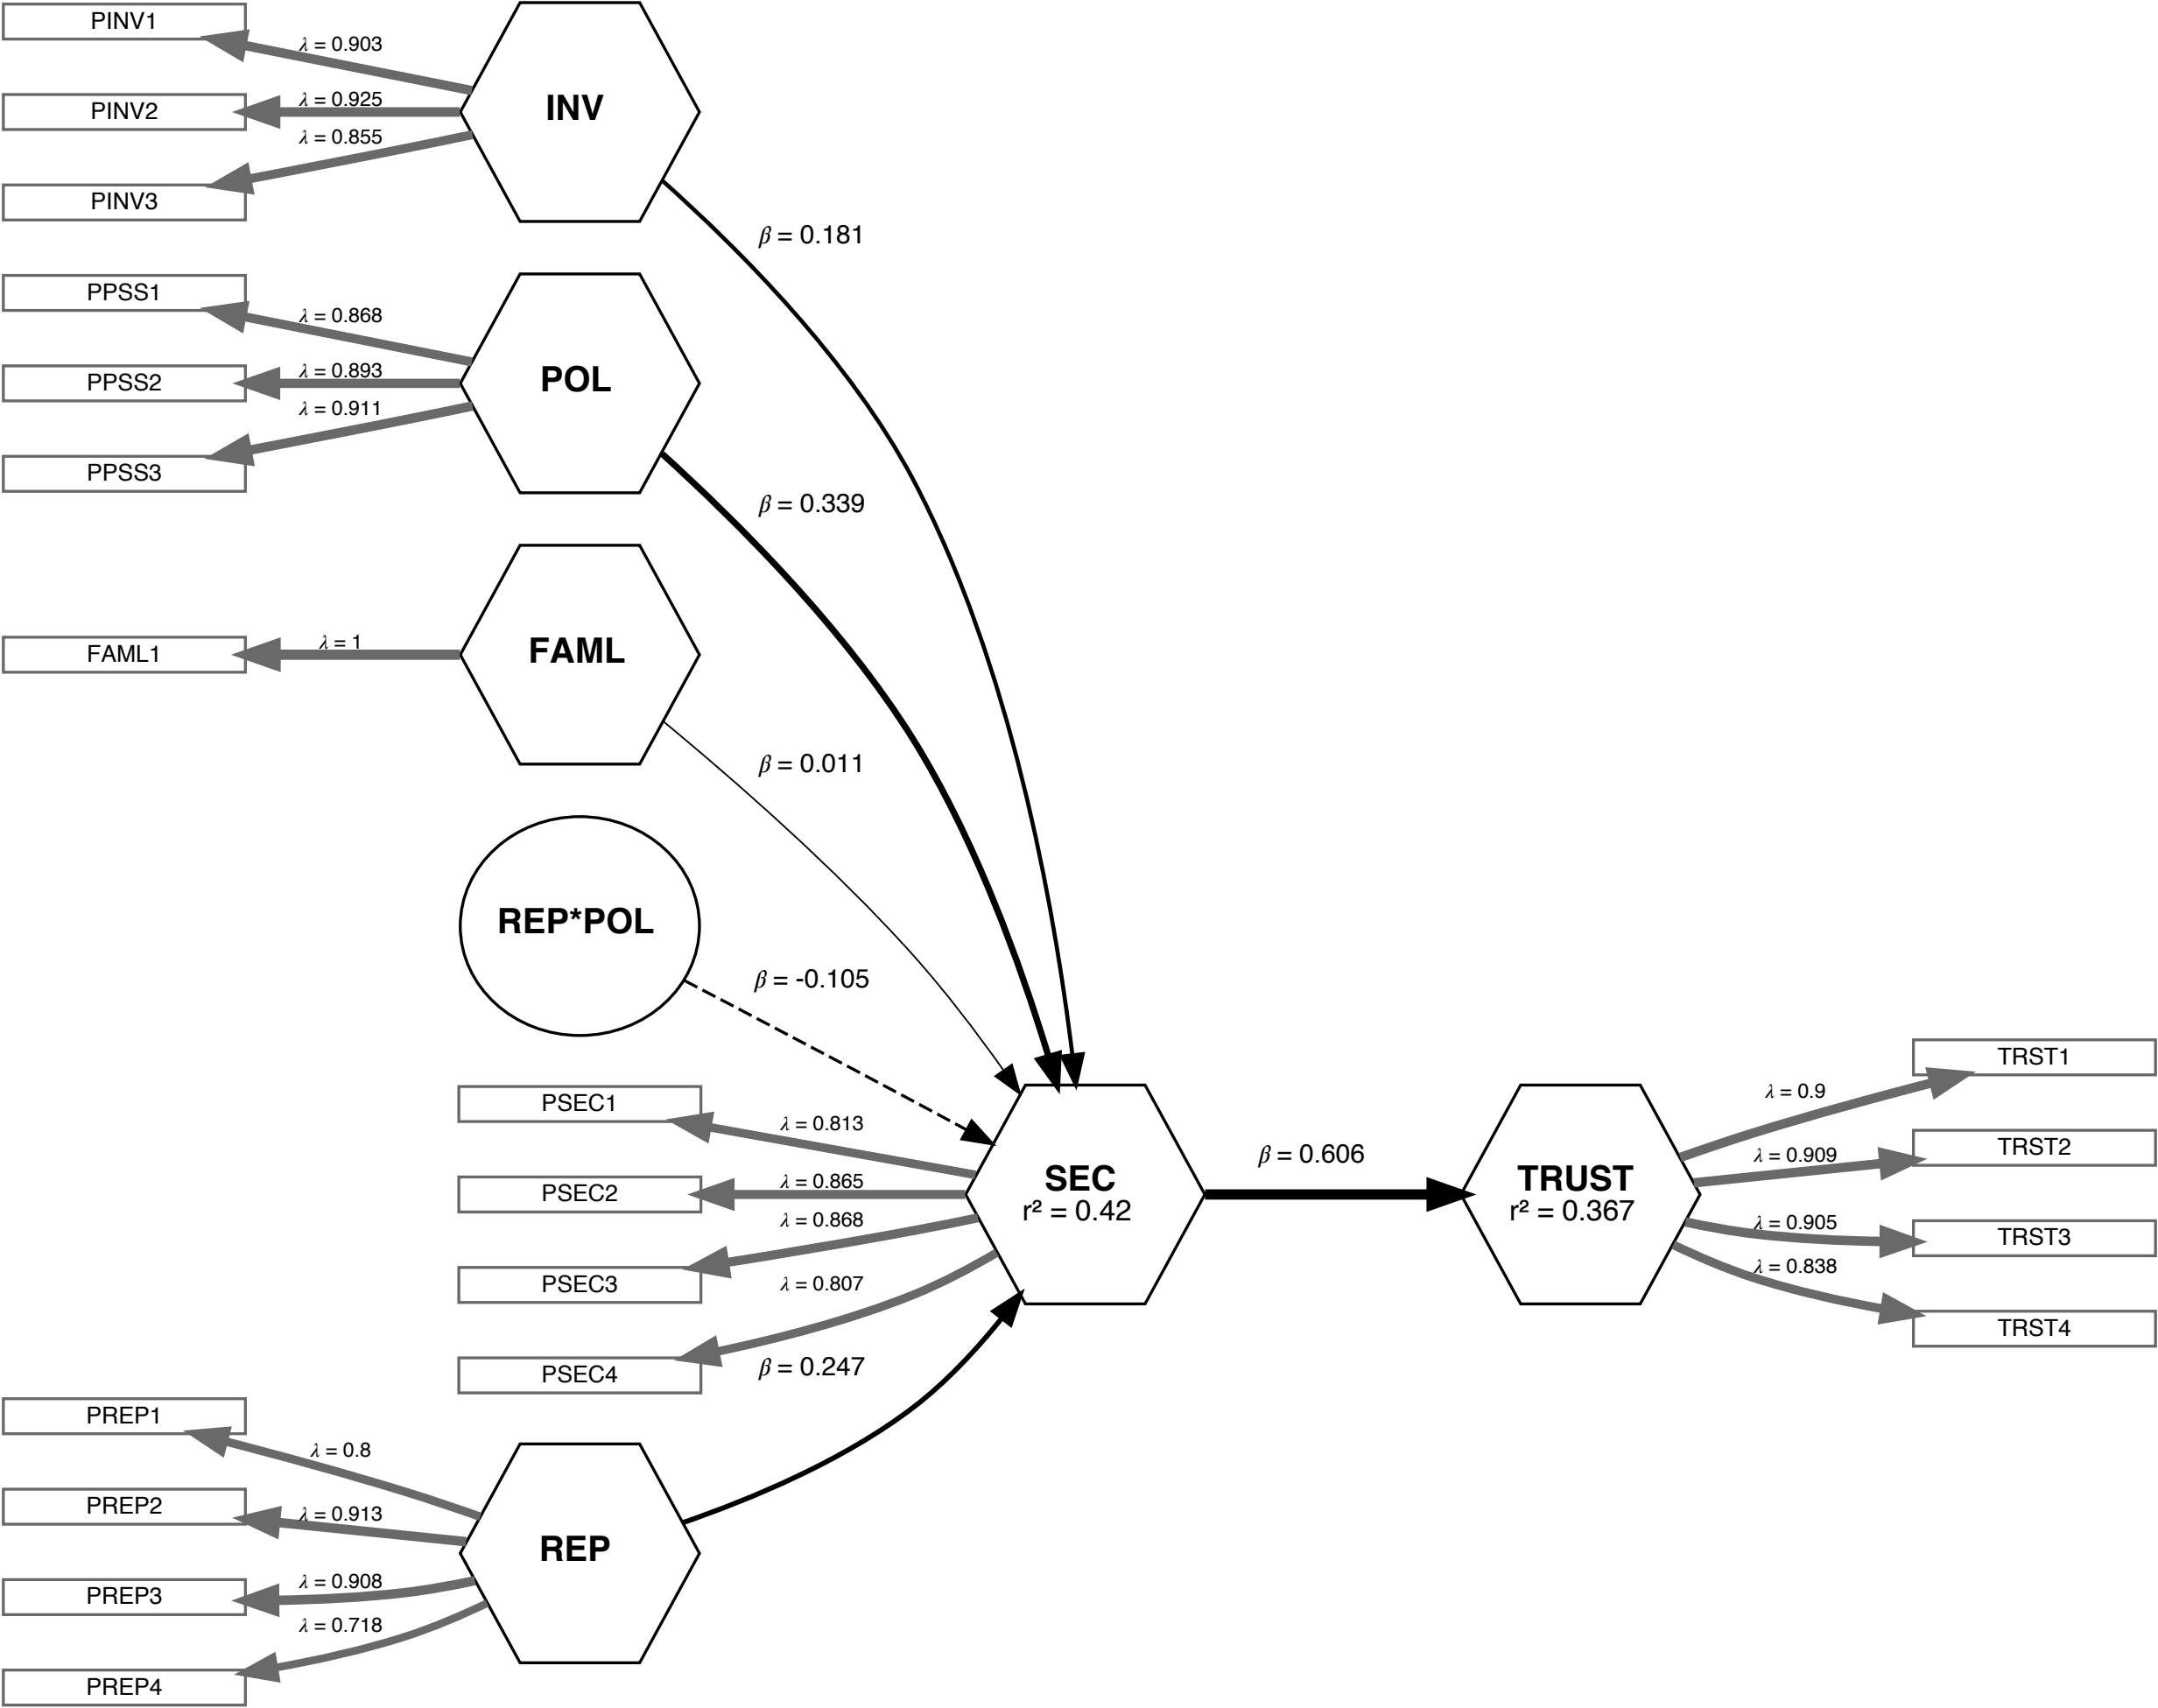 PINV1
λ = 0.903
INV
PINV2
λ = 0.925
λ = 0.855
PINV3
β = 0.181
PPSS1
λ = 0.868
POL
PPSS2
λ = 0.893
λ = 0.911
PPSS3
β = 0.339
FAML1
λ = 1
FAML
β = 0.011
REP*POL
β = -0.105
PSEC1
λ = 0.813
PSEC2
λ = 0.865
λ = 0.868
PSEC3
λ = 0.807
PSEC4
SEC
r² = 0.42
β = 0.606
TRUST
r² = 0.367
λ = 0.9
TRST1
λ = 0.909
TRST2
λ = 0.905
TRST3
λ = 0.838
TRST4
β = 0.247
PREP1
λ = 0.8
PREP2
λ = 0.913
REP
PREP3
λ = 0.908
λ = 0.718
PREP4